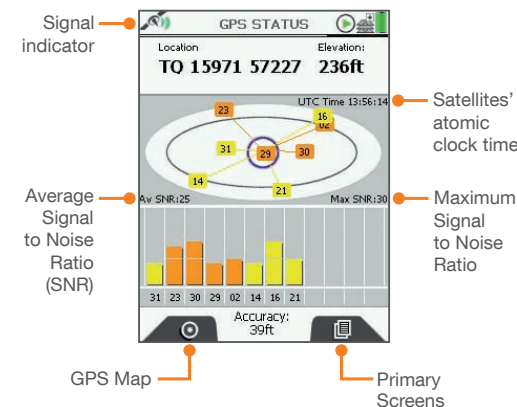 Signal
indicator
GPS STATUS
Location
Elevation:
TQ 15971 57227
236ft
UTC Time 13:56:14
23
16
02
31
29
30
14
21
Av SNR:25
Max SNR:30
Satellites'
atomic
clock time
Average
Signal
to Noise
Ratio
(SNR)
Maximum
Signal
to Noise
Ratio
31 23 30 29 02 14 16 21
Accuracy:
39ft
GPS Map
Primary
Screens